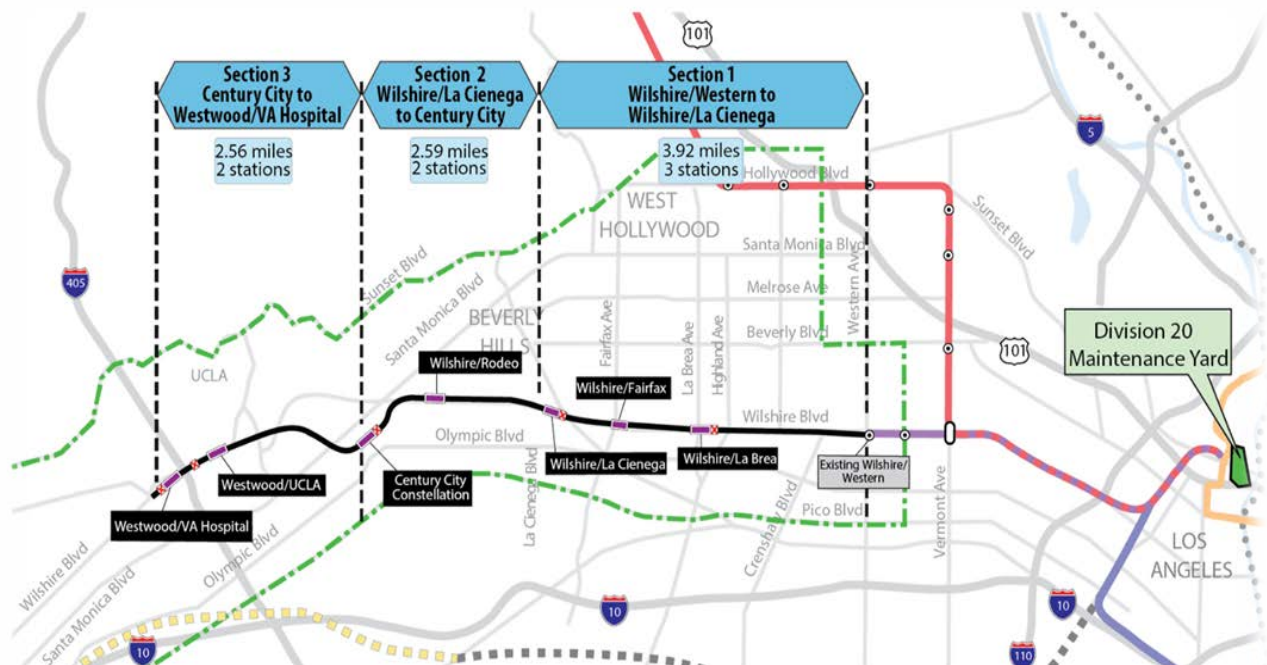 101
Section 3
Century City to
Westwood/VA Hospital
Section 2
Wilshire/La Cienega
to Century City
Section 1
Wilshire/Western to
Wilshire/La Cienega
5
2.56 miles
2 stations
2.59 miles
2 stations
3.92 miles
3 stations
Hollywood Blvd
WEST
HOLLYWOOD
Sunset Blvd
Santa Monica Blvd
Western Ave
Sunset Blvd
405
Melrose Ave
Santa Monica Blvd
BEVERLY
HILLS
Fairfax Ave
La Brea Ave
Highland Ave
Beverly Blvd
101
Division 20
Maintenance Yard
UCLA
Wilshire/Rodeo
Wilshire/Fairfax
Wilshire Blvd
Olympic Blvd
Wilshire/La Cienega
Wilshire/La Brea
Existing Wilshire/
Western
Westwood/UCLA
Century City
Constellation
La Cienega Blvd
Crenshaw Blvd
Pico Blvd
Vermont Ave
Westwood/VA Hospital
Olympic Blvd
Wilshire Blvd
Santa Monica Blvd
LOS
ANGELES
10
10
10
110